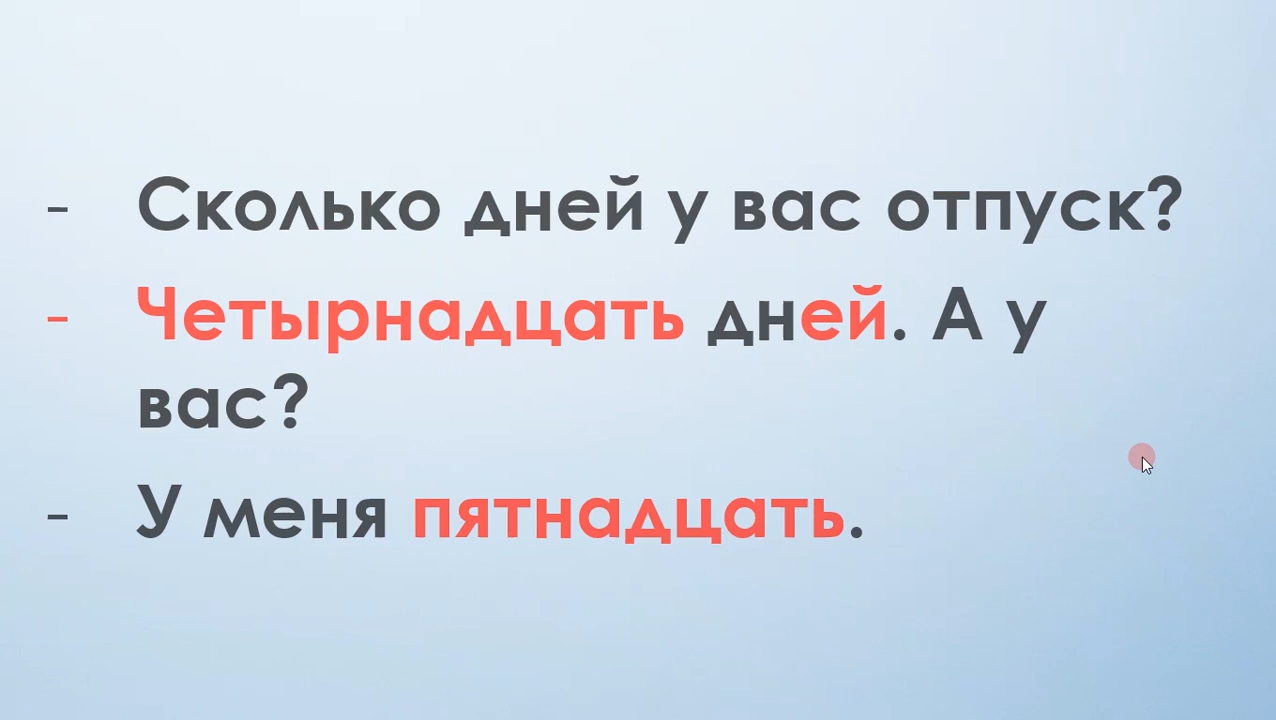 - Сколько дней у вас отпуск?
- Четырнадцать дней. А у
вас?
- У меня пятнадцать.